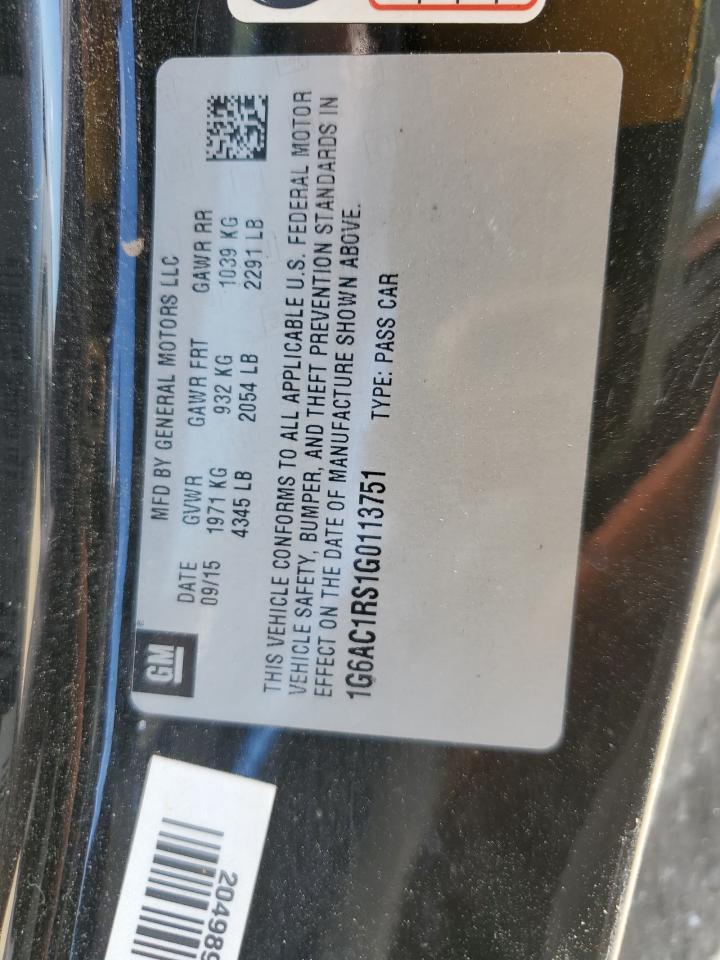 GM
MFD BY GENERAL MOTORS LLC
DATE GVWR GAWR FRT GAWR RR
09/15 1971 KG 932 KG 1039 KG
4345 LB 2054 LB 2291 LB
THIS VEHICLE CONFORMS TO ALL APPLICABLE U.S. FEDERAL MOTOR
VEHICLE SAFETY, BUMPER, AND THEFT PREVENTION STANDARDS IN
EFFECT ON THE DATE OF MANUFACTURE SHOWN ABOVE.
1G6AC1RS1G0113751 TYPE: PASS CAR